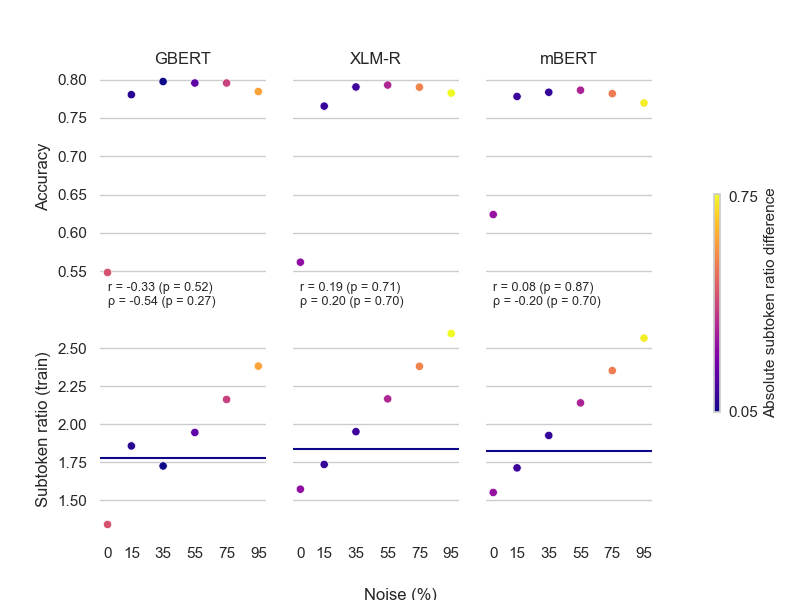 GBERT XLM-R mBERT
Accuracy
0.80
0.75
0.70
0.65
0.60
0.55
r = -0.33 (p = 0.52)
ρ = -0.54 (p = 0.27)
r = 0.19 (p = 0.71)
ρ = 0.20 (p = 0.70)
r = 0.08 (p = 0.87)
ρ = -0.20 (p = 0.70)
Subtoken ratio (train)
2.50
2.25
2.00
1.75
1.50
0 15 35 55 75 95
0 15 35 55 75 95
0 15 35 55 75 95
Noise (%)
0.75
0.05
Absolute subtoken ratio difference